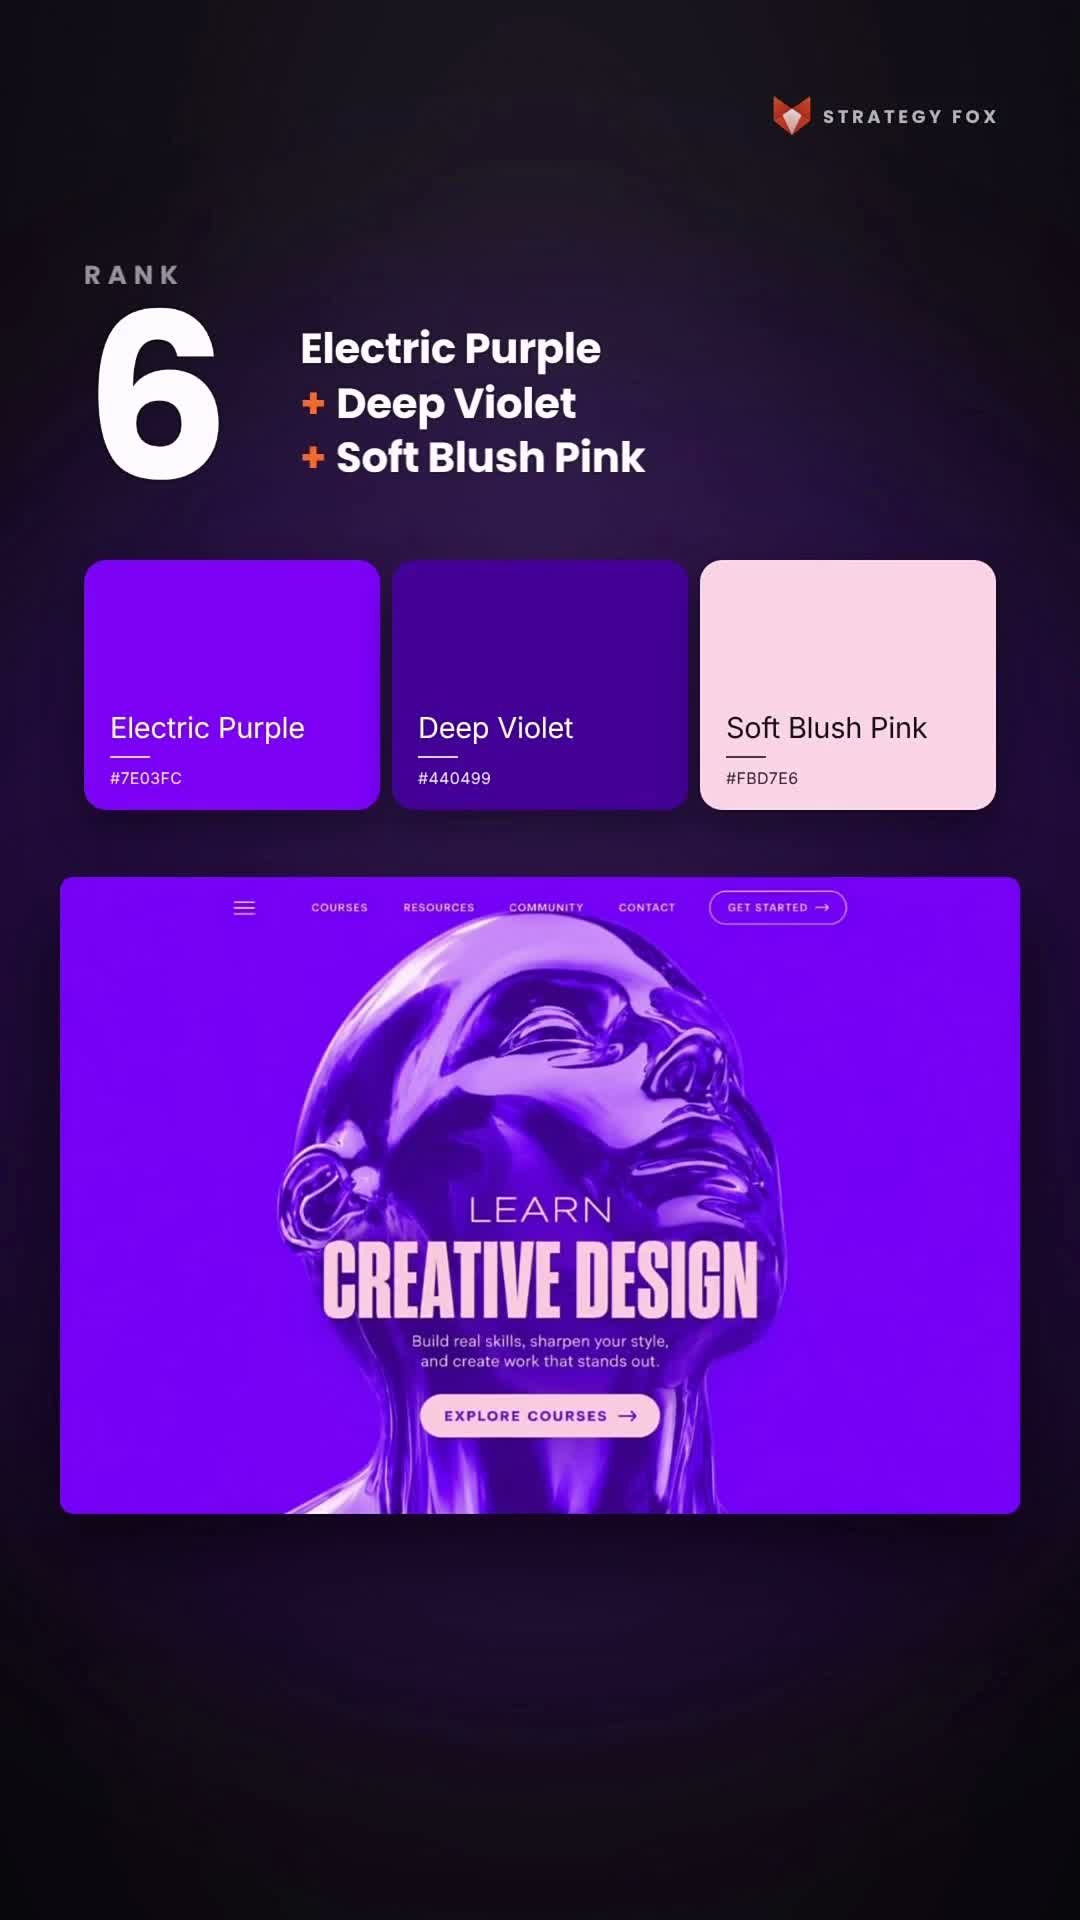 STRATEGY FOX
RANK
6
Electric Purple
+ Deep Violet
+ Soft Blush Pink
Electric Purple
#7E03FC
Deep Violet
#440499
Soft Blush Pink
#FBD7E6
COURSES RESOURCES COMMUNITY CONTACT GET STARTED →
LEARN
CREATIVE DESIGN
Build real skills, sharpen your style,
and create work that stands out.
EXPLORE COURSES →